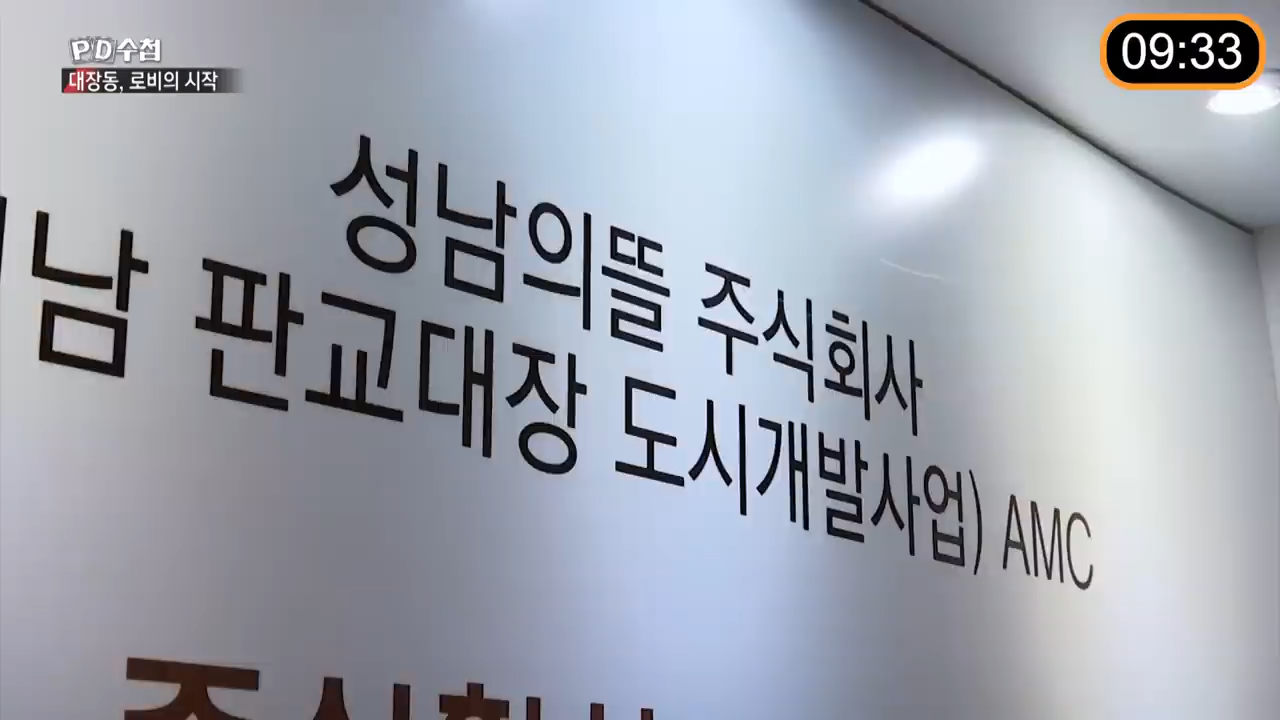 PD수첩
대장동, 로비의 시작
09:33
성남의뜰 주식회사
남 판교대장 도시개발사업) AMC